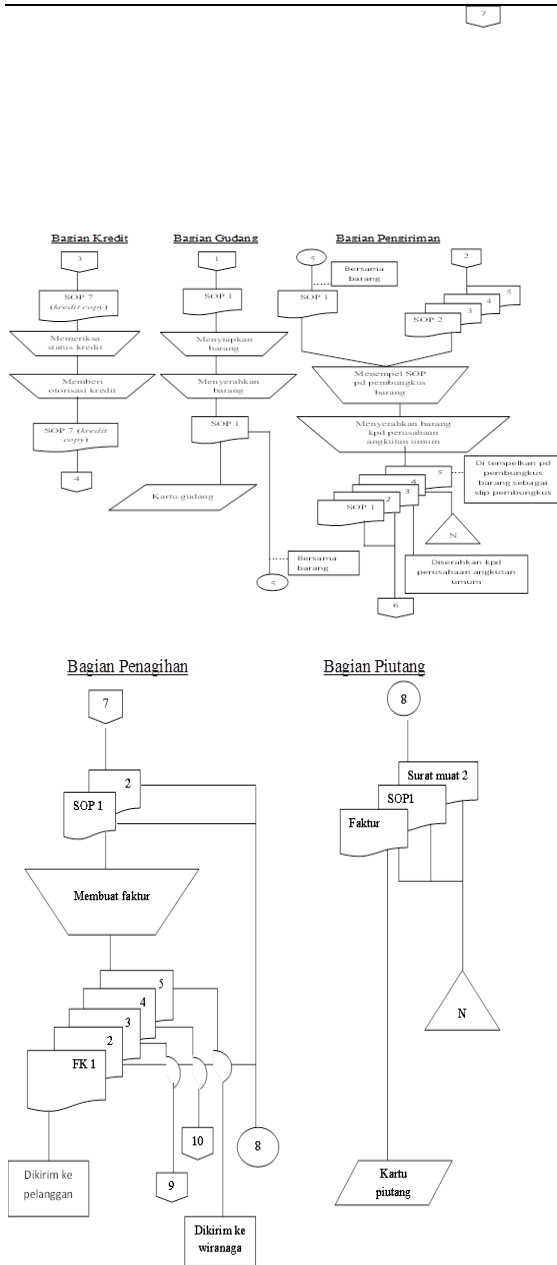 7
Bagian Kredit
Bagian Gudang
Bagian Pengiriman
3
SOP 7
(kredit copy)
Memeriksa
status kredit
Memberi
otorisasi kredit
SOP 7 (kredit
copy)
4
1
SOP 1
Menyiapkan
barang
Menyerahkan
barang
SOP 1
Kartu gudang
Bersama
barang
5
5
Bersama
barang
SOP 1
2
5
4
3
SOP 2
Menempel SOP
pd pembungkus
barang
Menyerahkan barang
kpd perusahaan
angkutan umum
5
4
3
2
SOP 1
Di tempelkan pd
pembungkus
barang sebagai
slip pembungkus
N
Diserahkan kpd
perusahaan angkutan
umum
6
Bagian Penagihan
7
2
SOP 1
Membuat faktur
5
4
3
2
FK 1
10
8
9
Dikirim ke
pelanggan
Dikirim ke
wiranaga
Bagian Piutang
8
Surat muat 2
SOP1
Faktur
N
Kartu
piutang